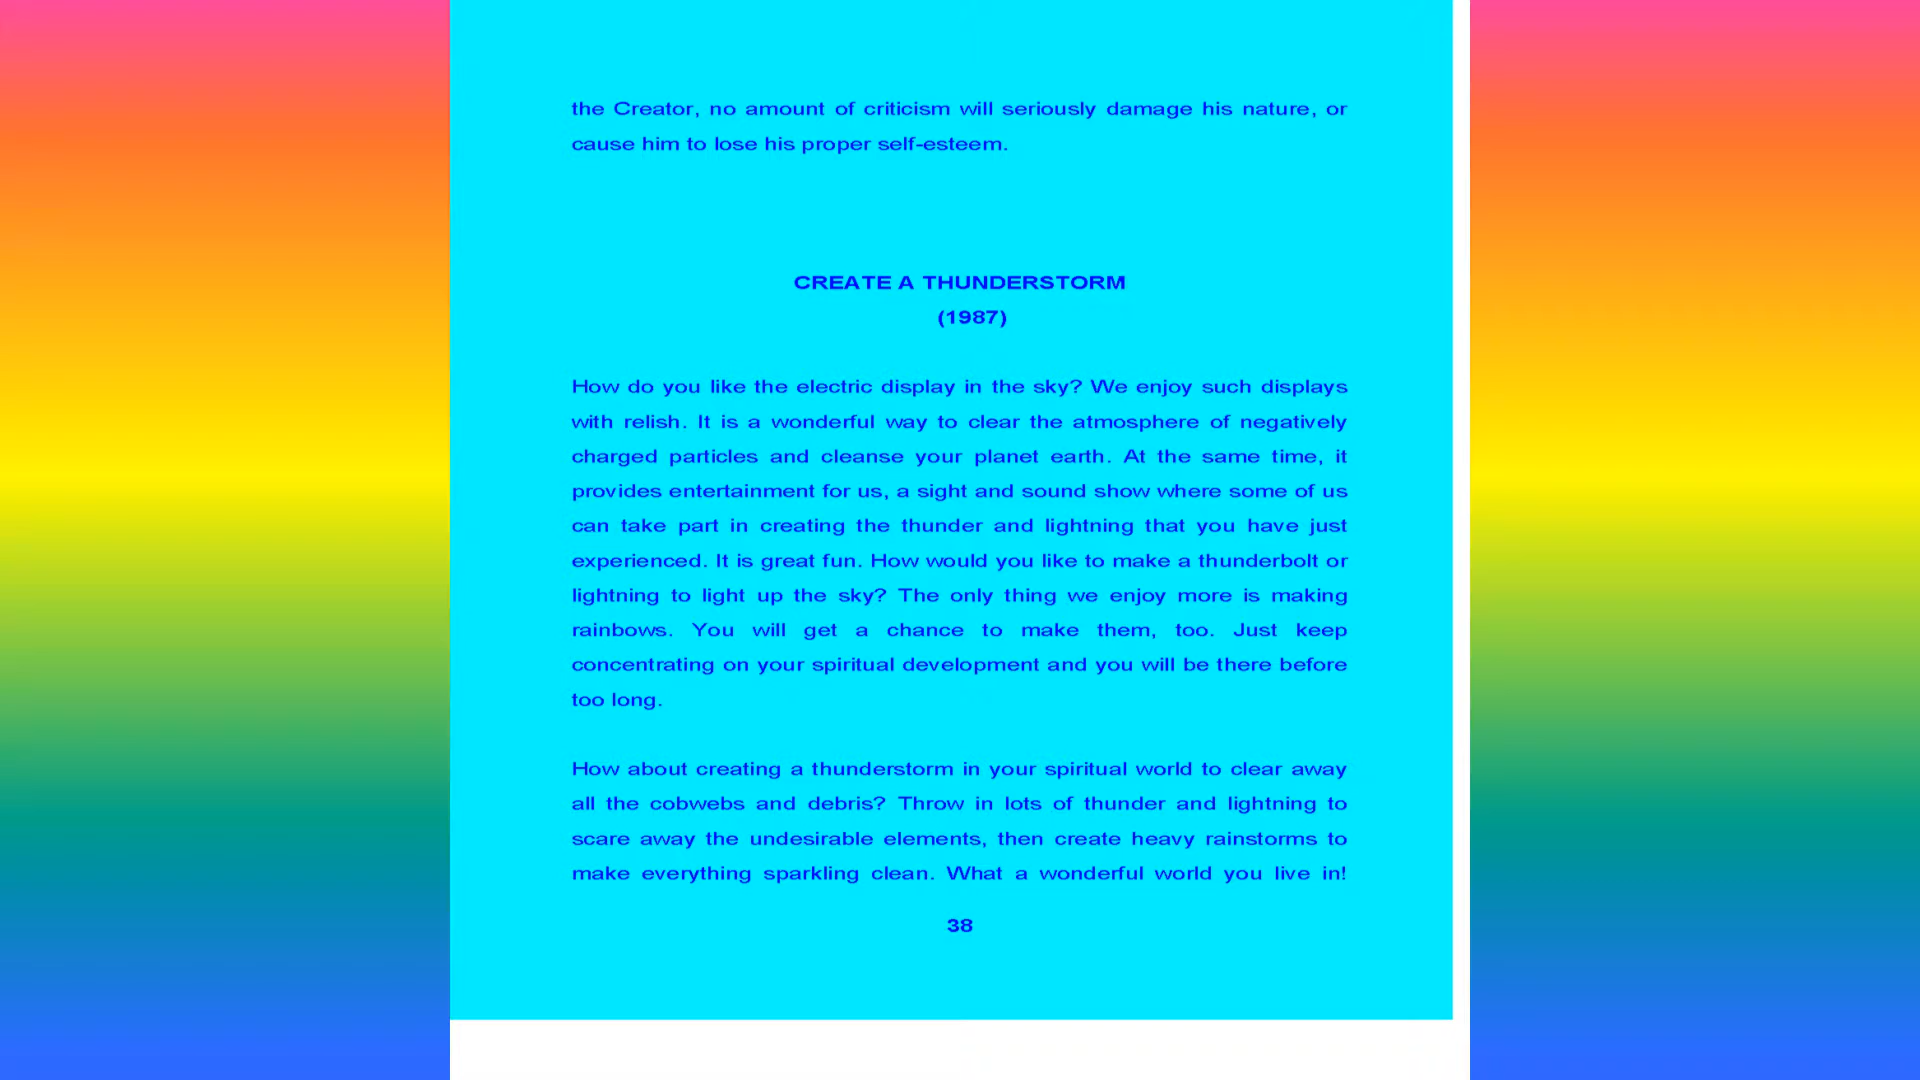 the Creator, no amount of criticism will seriously damage his nature, or
cause him to lose his proper self-esteem.
CREATE A THUNDERSTORM
(1987)
How do you like the electric display in the sky? We enjoy such displays
with relish. It is a wonderful way to clear the atmosphere of negatively
charged particles and cleanse your planet earth. At the same time, it
provides entertainment for us, a sight and sound show where some of us
can take part in creating the thunder and lightning that you have just
experienced. It is great fun. How would you like to make a thunderbolt or
lightning to light up the sky? The only thing we enjoy more is making
rainbows. You will get a chance to make them, too. Just keep
concentrating on your spiritual development and you will be there before
too long.
How about creating a thunderstorm in your spiritual world to clear away
all the cobwebs and debris? Throw in lots of thunder and lightning to
scare away the undesirable elements, then create heavy rainstorms to
make everything sparkling clean. What a wonderful world you live in!
38